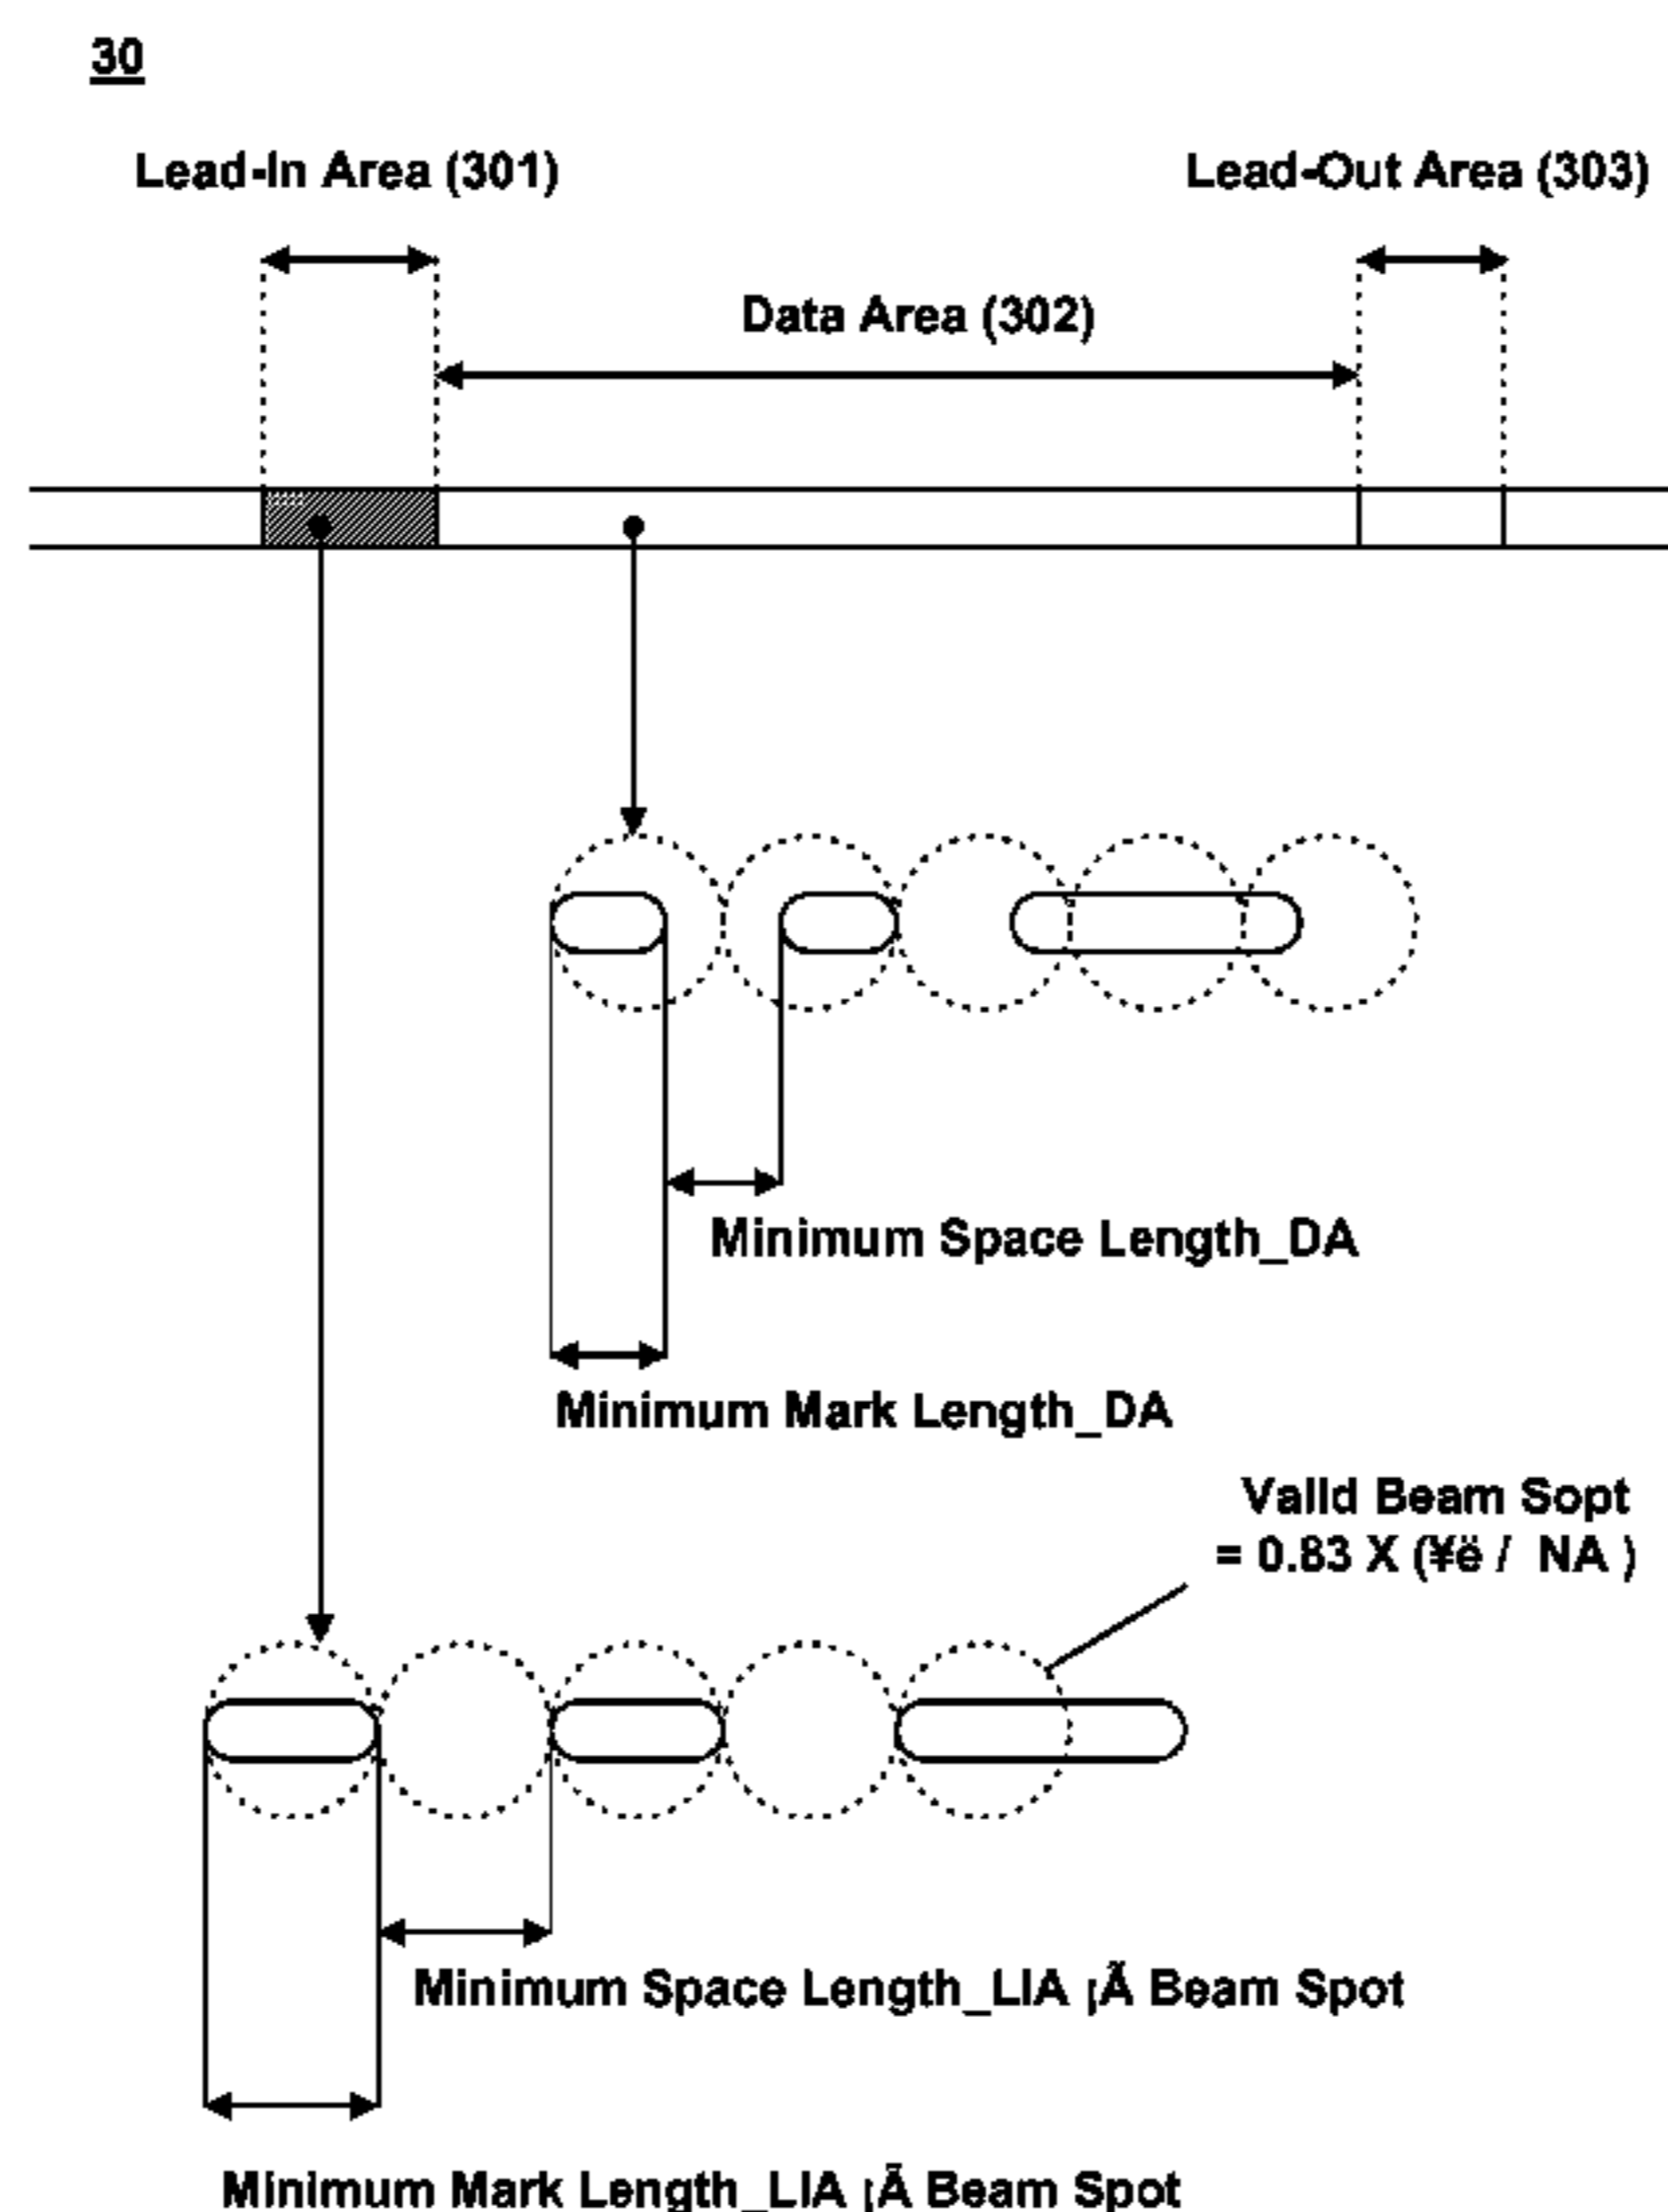 30
Lead-In Area (301)
Lead-Out Area (303)
Data Area (302)
Minimum Space Length_DA
Minimum Mark Length_DA
Valid Beam Sopt
= 0.83 X (¥ë / NA )
Minimum Space Length_LIA ¡Ã Beam Spot
Minimum Mark Length_LIA ¡Ã Beam Spot